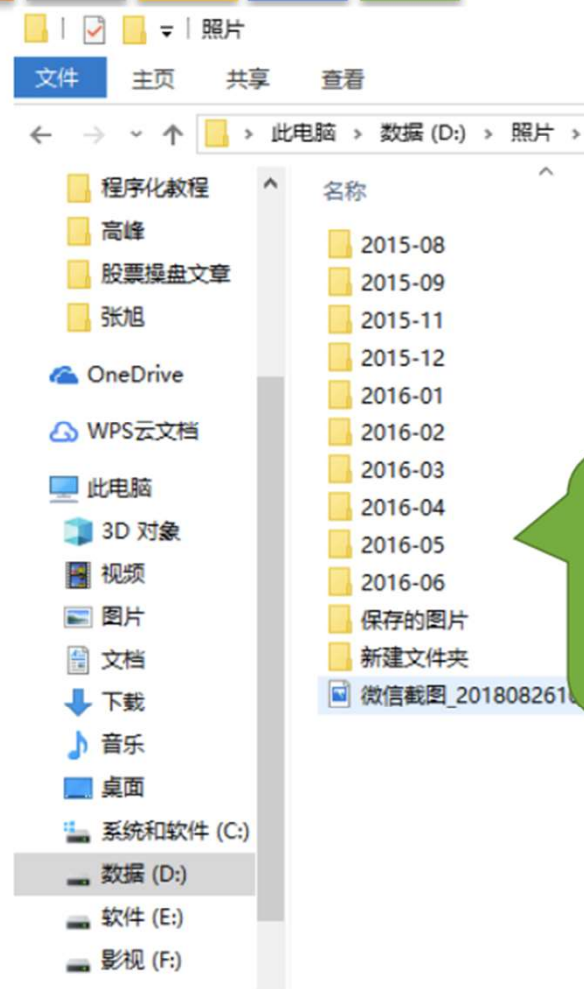 照片
文件 主页 共享 查看
此电脑 > 数据 (D:) > 照片 >
程序化教程
高峰
股票操盘文章
张旭
OneDrive
WPS云文档
此电脑
3D 对象
视频
图片
文档
下载
音乐
桌面
系统和软件 (C:)
数据 (D:)
软件 (E:)
影视 (F:)
名称
2015-08
2015-09
2015-11
2015-12
2016-01
2016-02
2016-03
2016-04
2016-05
2016-06
保存的图片
新建文件夹
微信截图_201808261